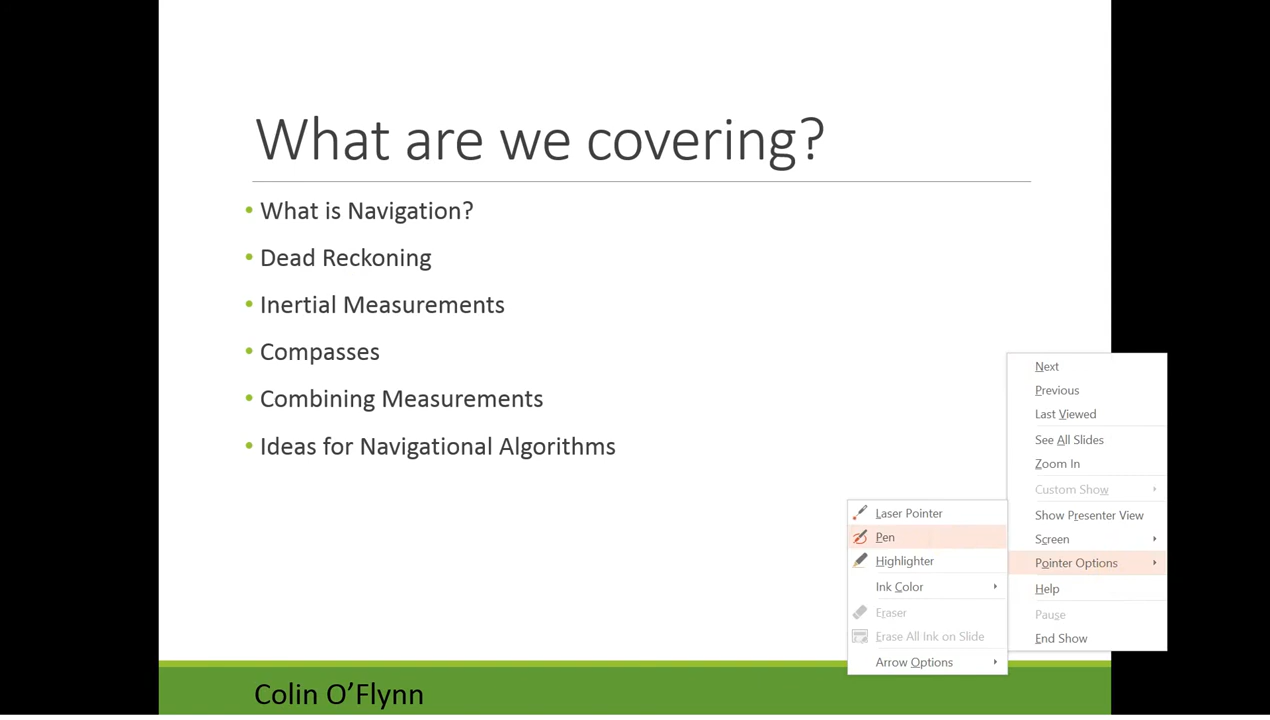 What are we covering?
• What is Navigation?
• Dead Reckoning
• Inertial Measurements
• Compasses
• Combining Measurements
• Ideas for Navigational Algorithms
Next
Previous
Last Viewed
See All Slides
Zoom In
Custom Show
Show Presenter View
Screen
Pointer Options
Help
Pause
End Show
Laser Pointer
Pen
Highlighter
Ink Color
Eraser
Erase All Ink on Slide
Arrow Options
Colin O’Flynn